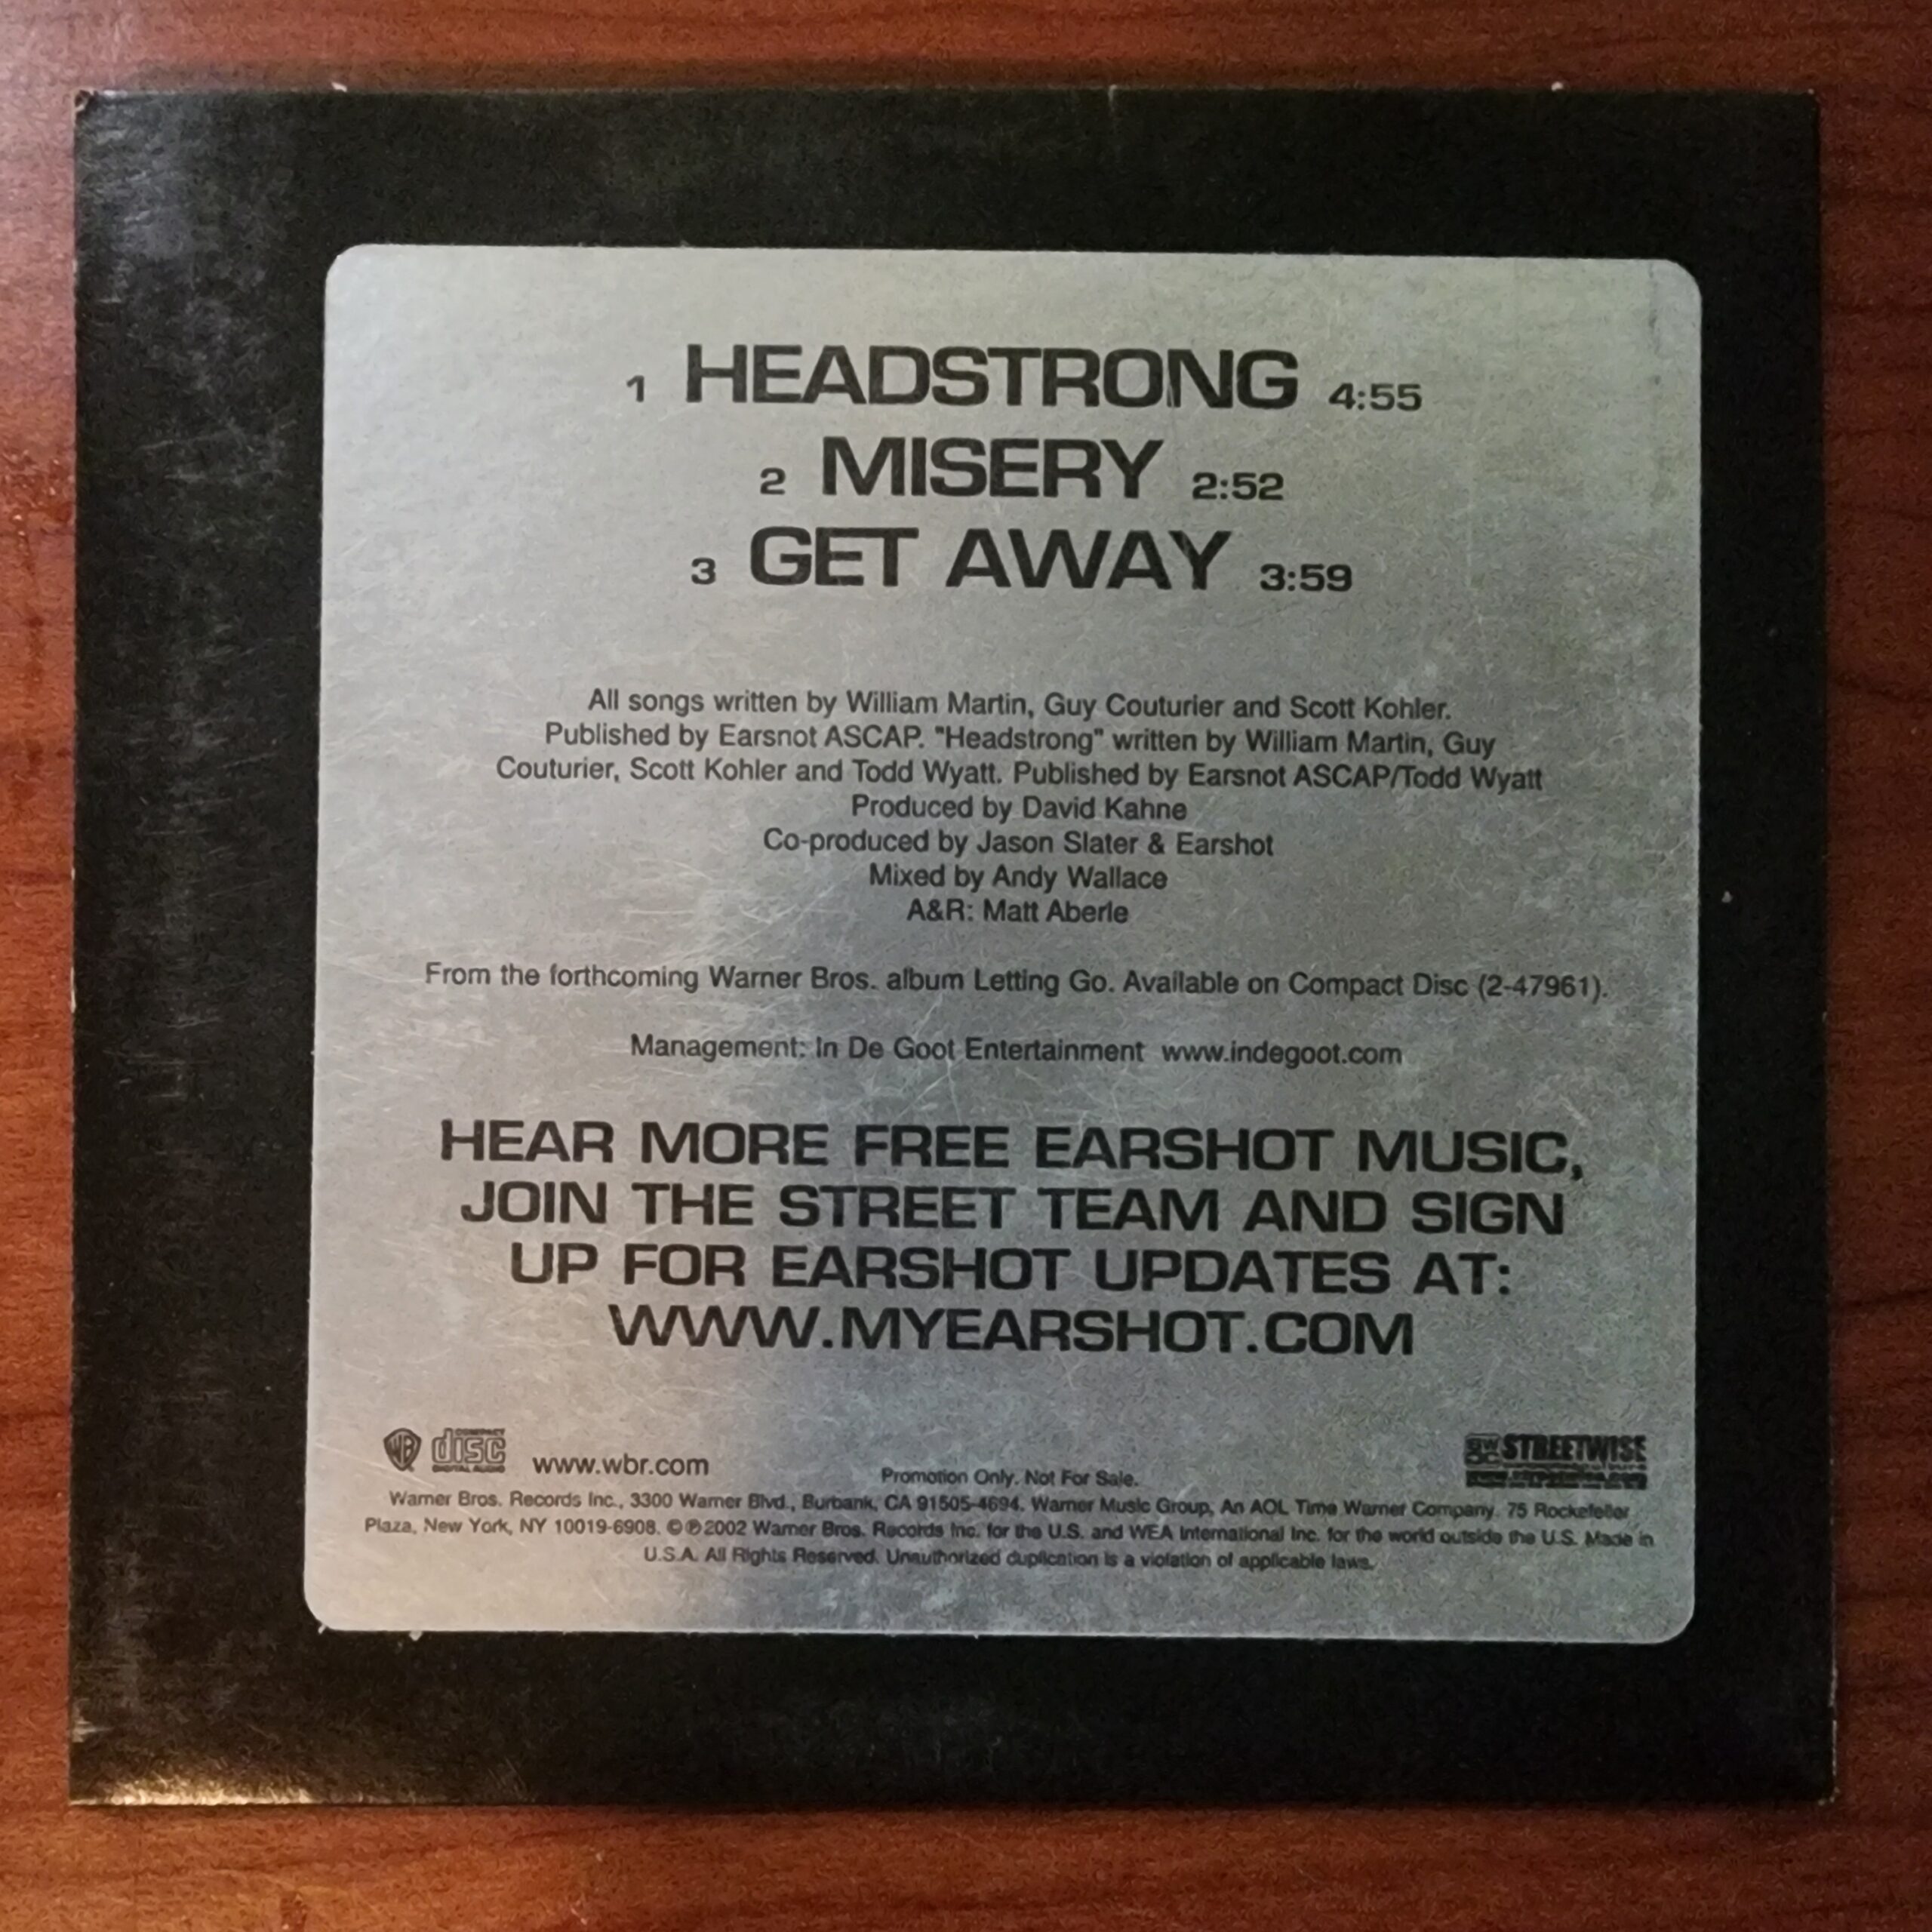 1 HEADSTRONG 4:55
2 MISERY 2:52
3 GET AWAY 3:59
All songs written by William Martin, Guy Couturier and Scott Kohler.
Published by Earsnot ASCAP. "Headstrong" written by William Martin, Guy
Couturier, Scott Kohler and Todd Wyatt. Published by Earsnot ASCAP/Todd Wyatt
Produced by David Kahne
Co-produced by Jason Slater & Earshot
Mixed by Andy Wallace
A&R: Matt Aberle
From the forthcoming Warner Bros. album Letting Go. Available on Compact Disc (2-47961).
Management: In De Goot Entertainment www.indegoot.com
HEAR MORE FREE EARSHOT MUSIC,
JOIN THE STREET TEAM AND SIGN
UP FOR EARSHOT UPDATES AT:
WWW.MYEARSHOT.COM
WB COMPACT disc DIGITAL AUDIO www.wbr.com
STREETWISE
Promotion Only. Not For Sale.
Warner Bros. Records Inc., 3300 Warner Blvd., Burbank, CA 91505-4694. Warner Music Group, An AOL Time Warner Company. 75 Rockefeller
Plaza, New York, NY 10019-6908. ©℗2002 Warner Bros. Records Inc. for the U.S. and WEA International Inc. for the world outside the U.S. Made in
U.S.A. All Rights Reserved. Unauthorized duplication is a violation of applicable laws.